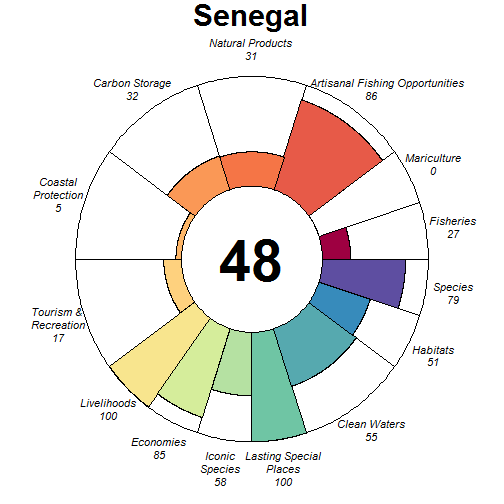 Senegal
Natural Products
31
Carbon Storage
32
Artisanal Fishing Opportunities
86
Mariculture
0
Coastal
Protection
5
Fisheries
27
48
Species
79
Tourism &
Recreation
17
Habitats
51
Livelihoods
100
Clean Waters
55
Economies
85
Iconic
Species
58
Lasting Special
Places
100